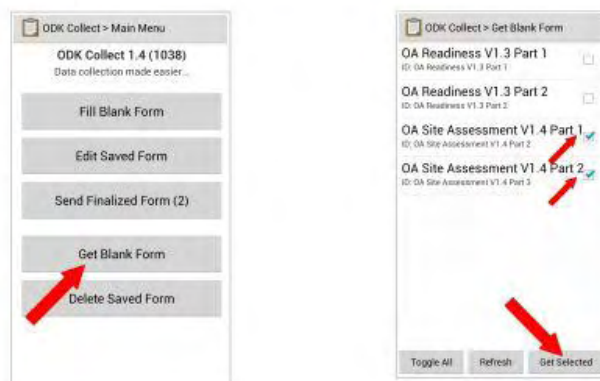 ODK Collect > Main Menu
ODK Collect 1.4 (1038)
Data collection made easier...
Fill Blank Form
Edit Saved Form
Send Finalized Form (2)
Get Blank Form
Delete Saved Form
ODK Collect > Get Blank Form
OA Readiness V1.3 Part 1
ID: OA Readiness V1.3 Part 1
OA Readiness V1.3 Part 2
ID: OA Readiness V1.3 Part 2
OA Site Assessment V1.4 Part 1
ID: OA Site Assessment V1.4 Part 2
OA Site Assessment V1.4 Part 2
ID: OA Site Assessment V1.4 Part 3
Toggle All Refresh Get Selected